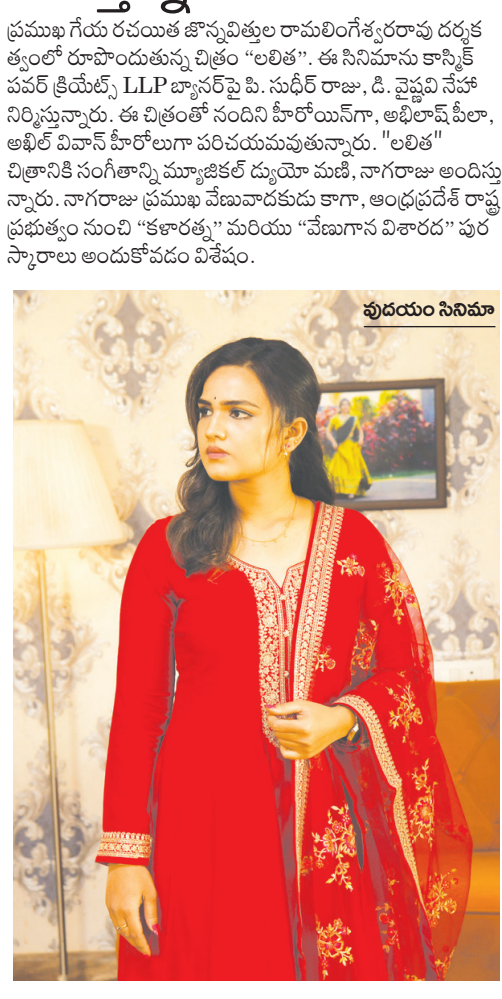 ప్రముఖ గేయ రచయిత జొన్నవిత్తుల రామలింగేశ్వరరావు దర్శక
త్వంలో రూపొందుతున్న చిత్రం “లలిత”. ఈ సినిమాను కాస్మిక్
పవర్ క్రియేట్స్ LLP బ్యానర్‌పై పి. సుధీర్ రాజు, డి. వైష్ణవి నేహా
నిర్మిస్తున్నారు. ఈ చిత్రంతో నందిని హీరోయిన్‌గా, అభిలాష్ పీలా,
అఖిల్ వివాన్ హీరోలుగా పరిచయమవుతున్నారు. "లలిత"
చిత్రానికి సంగీతాన్ని మ్యూజికల్ డ్యుయో మణి, నాగరాజు అందిస్తు
న్నారు. నాగరాజు ప్రముఖ వేణువాదకుడు కాగా, ఆంధ్రప్రదేశ్ రాష్ట్ర
ప్రభుత్వం నుంచి “కళారత్న” మరియు “వేణుగాన విశారద” పుర
స్కారాలు అందుకోవడం విశేషం.
వుదయం సినిమా